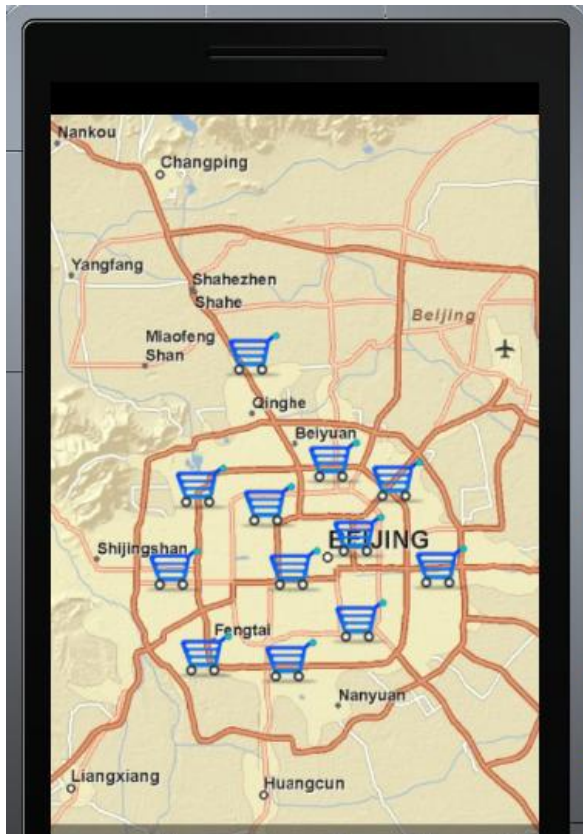 Nankou
Changping
Yangfang
Shahezhen
Shahe
Beijing
Miaofeng
Shan
Qinghe
Beiyuan
BEIJING
Shijingshan
Fengtai
Nanyuan
Liangxiang
Huangcun